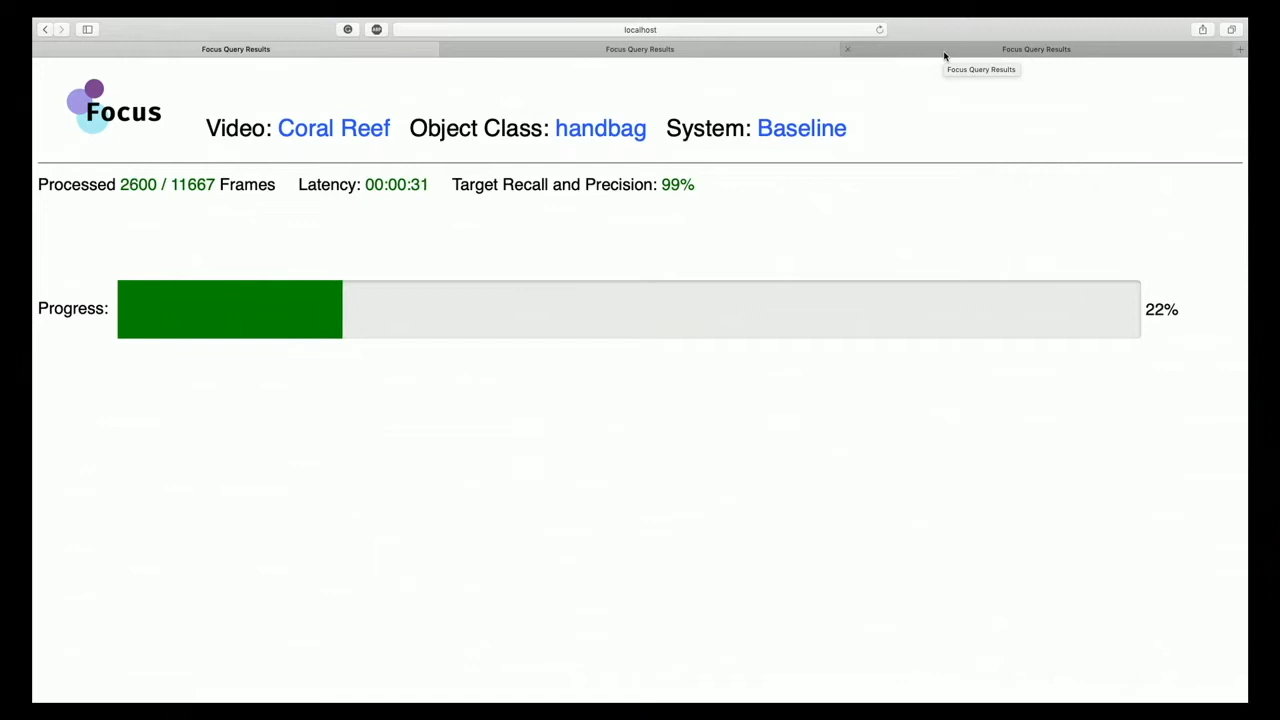 localhost
Focus Query Results
Focus Query Results
Focus Query Results
Focus Query Results
Focus
Video: Coral Reef Object Class: handbag System: Baseline
Processed 2600 / 11667 Frames Latency: 00:00:31 Target Recall and Precision: 99%
Progress: 22%